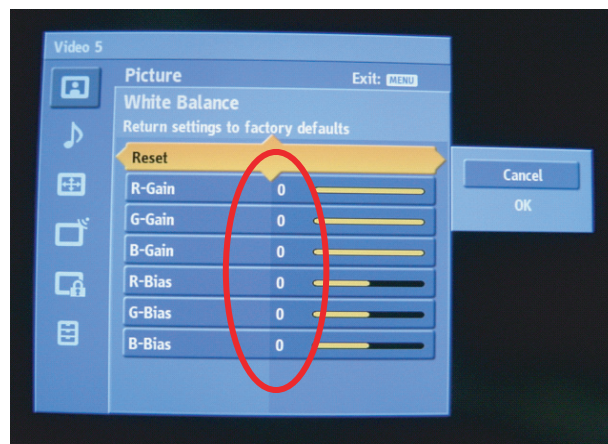 Video 5
Picture Exit: MENU
White Balance
Return settings to factory defaults
Reset
Cancel
OK
R-Gain 0
G-Gain 0
B-Gain 0
R-Bias 0
G-Bias 0
B-Bias 0